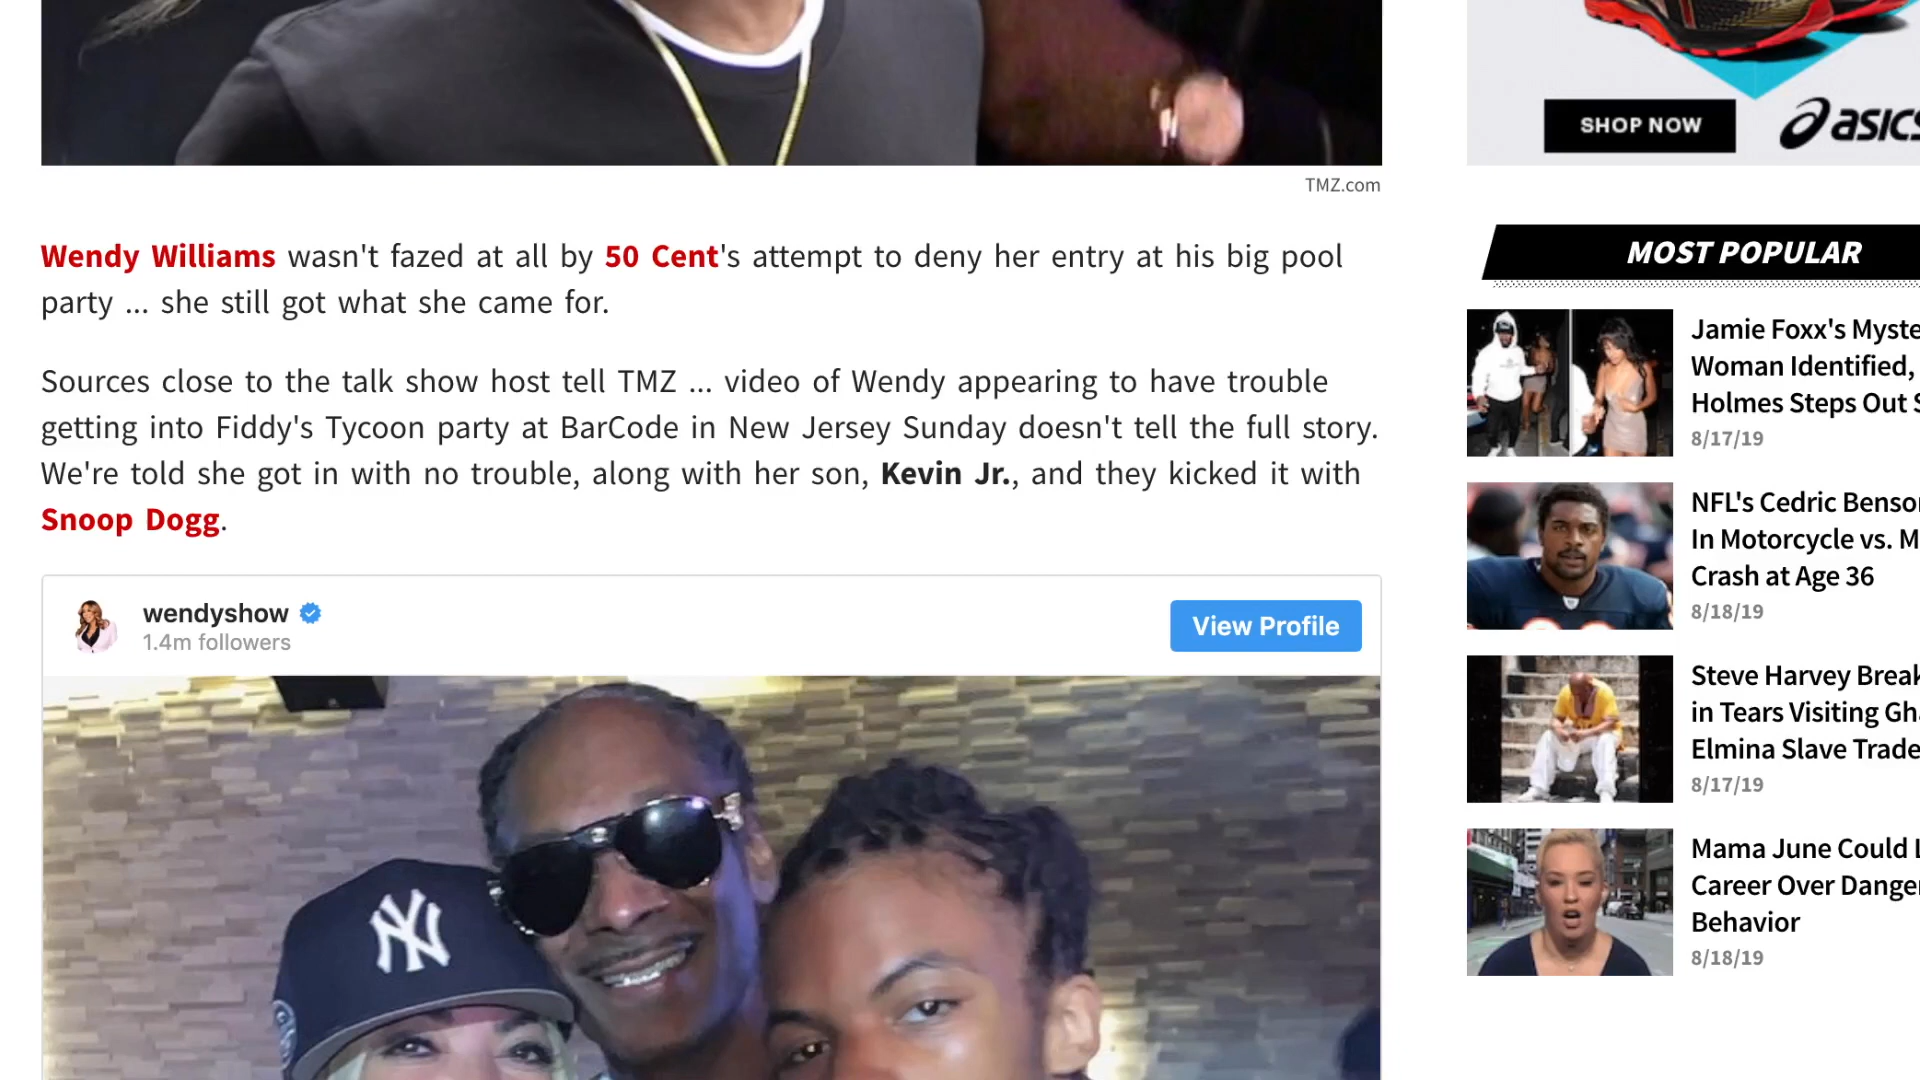 SHOP NOW
asics
TMZ.com
Wendy Williams wasn't fazed at all by 50 Cent's attempt to deny her entry at his big pool
party ... she still got what she came for.
Sources close to the talk show host tell TMZ ... video of Wendy appearing to have trouble
getting into Fiddy's Tycoon party at BarCode in New Jersey Sunday doesn't tell the full story.
We're told she got in with no trouble, along with her son, Kevin Jr., and they kicked it with
Snoop Dogg.
wendyshow
1.4m followers
View Profile
NY
MOST POPULAR
Jamie Foxx's Myste
Woman Identified,
Holmes Steps Out S
8/17/19
NFL's Cedric Benson
In Motorcycle vs. M
Crash at Age 36
8/18/19
Steve Harvey Break
in Tears Visiting Gha
Elmina Slave Trade
8/17/19
Mama June Could L
Career Over Danger
Behavior
8/18/19